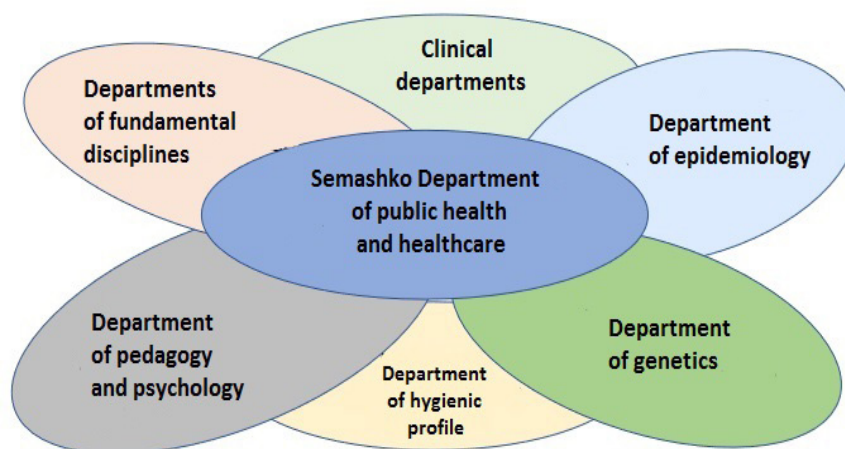 Clinical
departments
Departments
of fundamental
disciplines
Department
of epidemiology
Semashko Department
of public health
and healthcare
Department
of pedagogy
and psychology
Department
of hygienic
profile
Department
of genetics